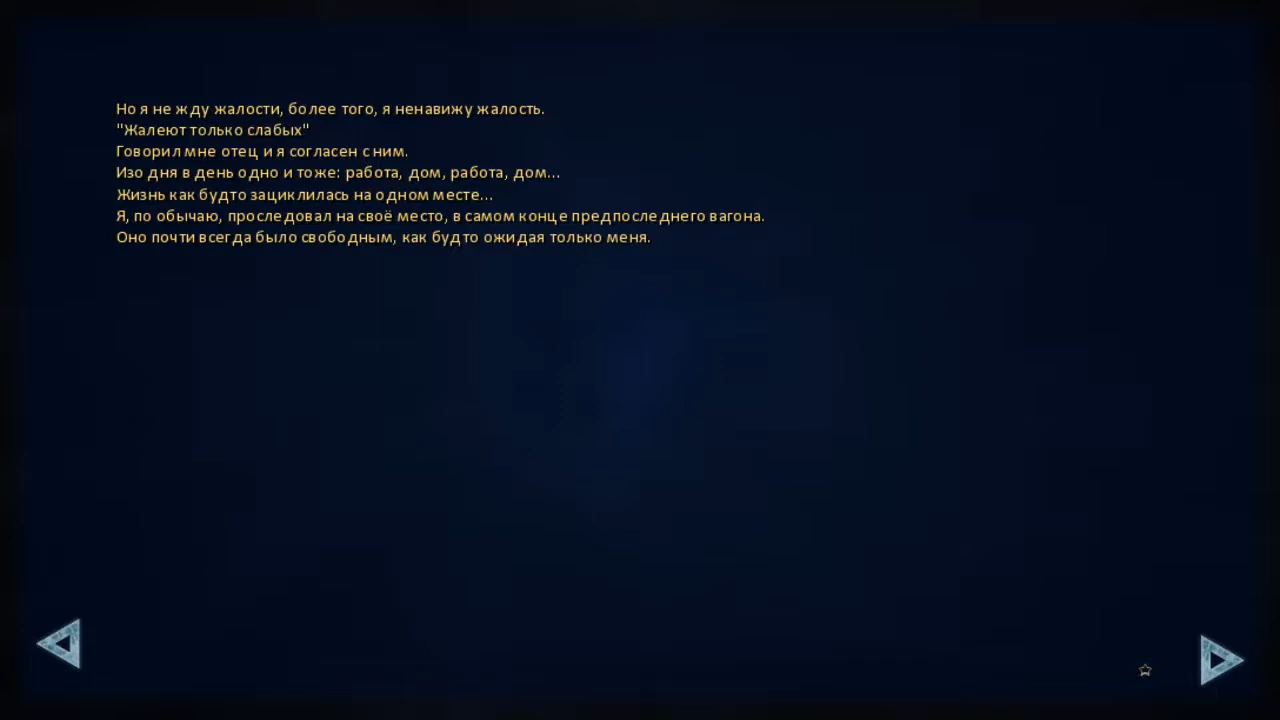 Но я не жду жалости, более того, я ненавижу жалость.
"Жалеют только слабых"
Говорил мне отец и я согласен с ним.
Изо дня в день одно и тоже: работа, дом, работа, дом...
Жизнь как будто зациклилась на одном месте...
Я, по обычаю, проследовал на своё место, в самом конце предпоследнего вагона.
Оно почти всегда было свободным, как будто ожидая только меня.